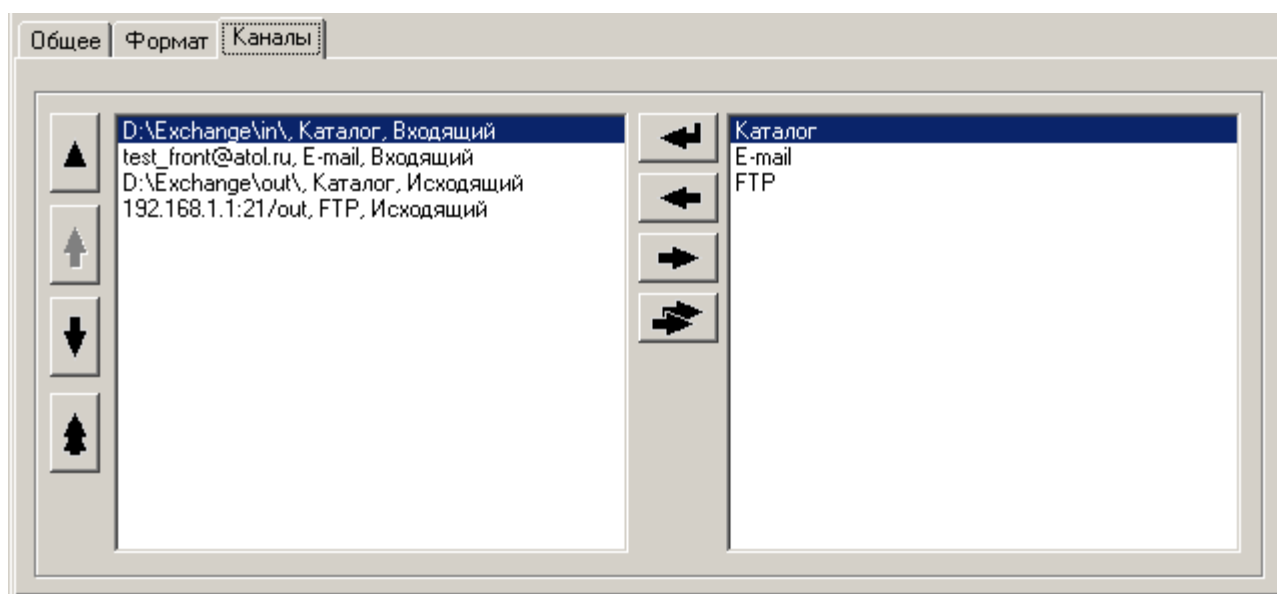 Общее Формат Каналы
D:\Exchange\in\, Каталог, Входящий
test_front@atol.ru, E-mail, Входящий
D:\Exchange\out\, Каталог, Исходящий
192.168.1.1:21/out, FTP, Исходящий
Каталог
E-mail
FTP